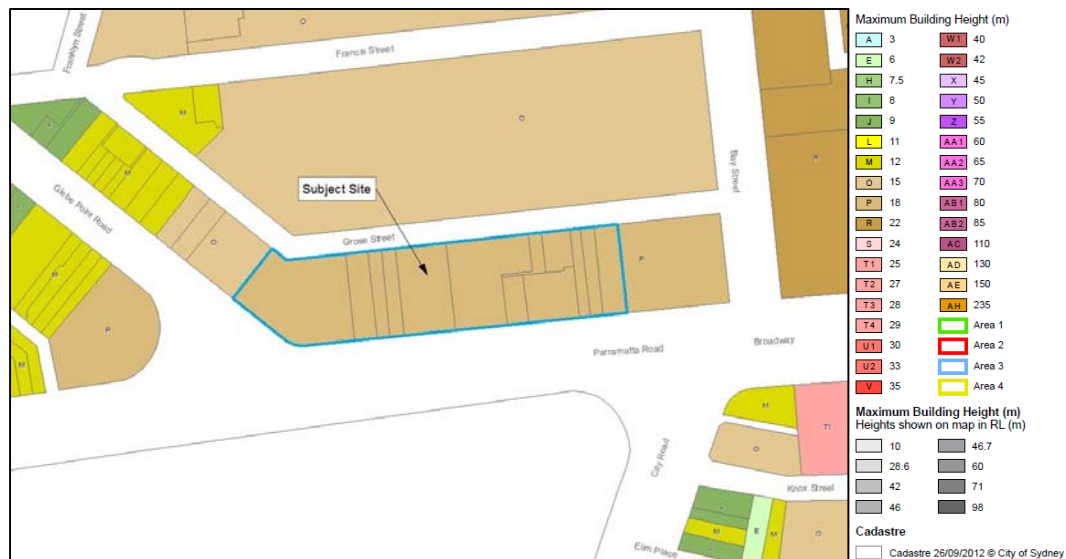 Franklyn Street
O
Francis Street
M
O
J
M
Glebe Point Road
Subject Site
Bay Street
R
J
M
O
Grose Street
P
P
M
Parramatta Road
Broadway
M
T1
O
City Road
Knox Street
J
M
J
E
M
O
Elm Place
Maximum Building Height (m)
A 3 W1 40
E 6 W2 42
H 7.5 X 45
I 8 Y 50
J 9 Z 55
L 11 AA1 60
M 12 AA2 65
O 15 AA3 70
P 18 AB1 80
R 22 AB2 85
S 24 AC 110
T1 25 AD 130
T2 27 AE 150
T3 28 AH 235
T4 29 Area 1
U1 30 Area 2
U2 33 Area 3
V 35 Area 4
Maximum Building Height (m)
Heights shown on map in RL (m)
10 46.7
28.6 60
42 71
46 98
Cadastre
Cadastre 26/09/2012 © City of Sydney